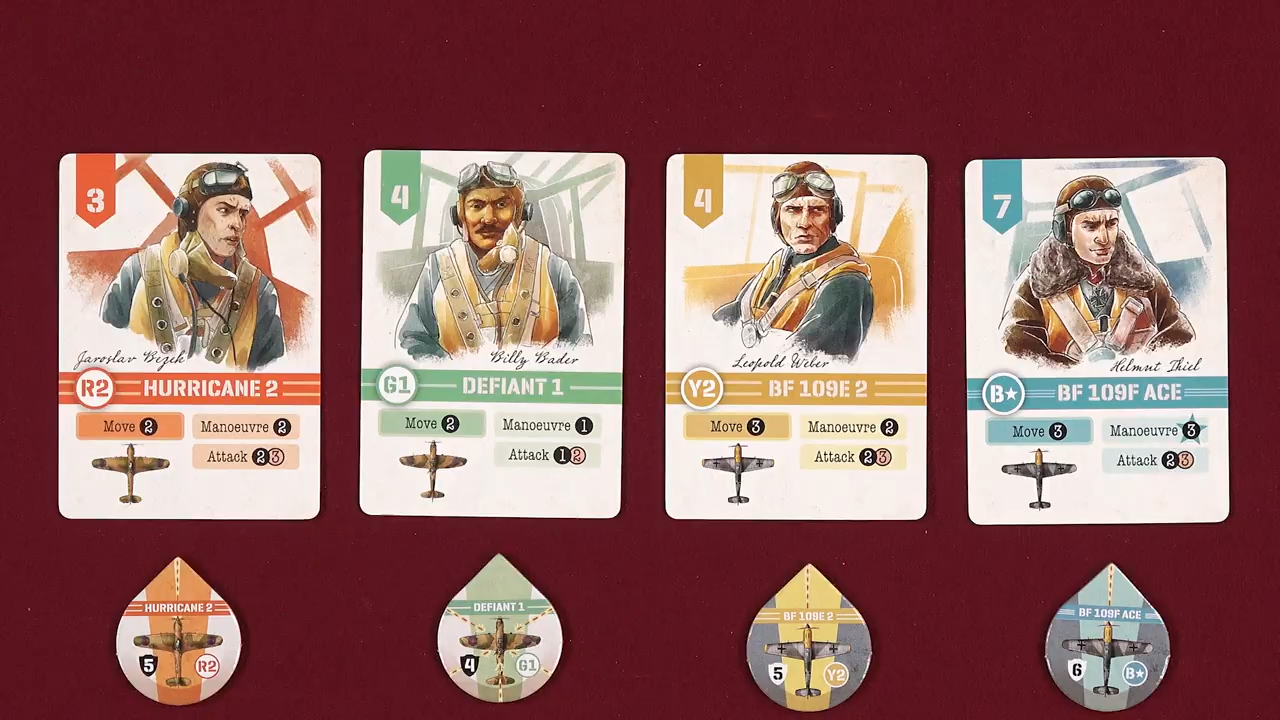 3
Jaroslav Bezek
R2 HURRICANE 2
Move 2 Manoeuvre 2
Attack 2 3
4
Billy Bader
G1 DEFIANT 1
Move 2 Manoeuvre 1
Attack 1 2
4
Leopold Weber
Y2 BF 109E 2
Move 3 Manoeuvre 2
Attack 2 3
7
Helmut Thiel
B★ BF 109F ACE
Move 3 Manoeuvre 3
Attack 2 3
HURRICANE 2
5 R2
DEFIANT 1
4 G1
BF 109E 2
5 Y2
BF 109F ACE
6 B★